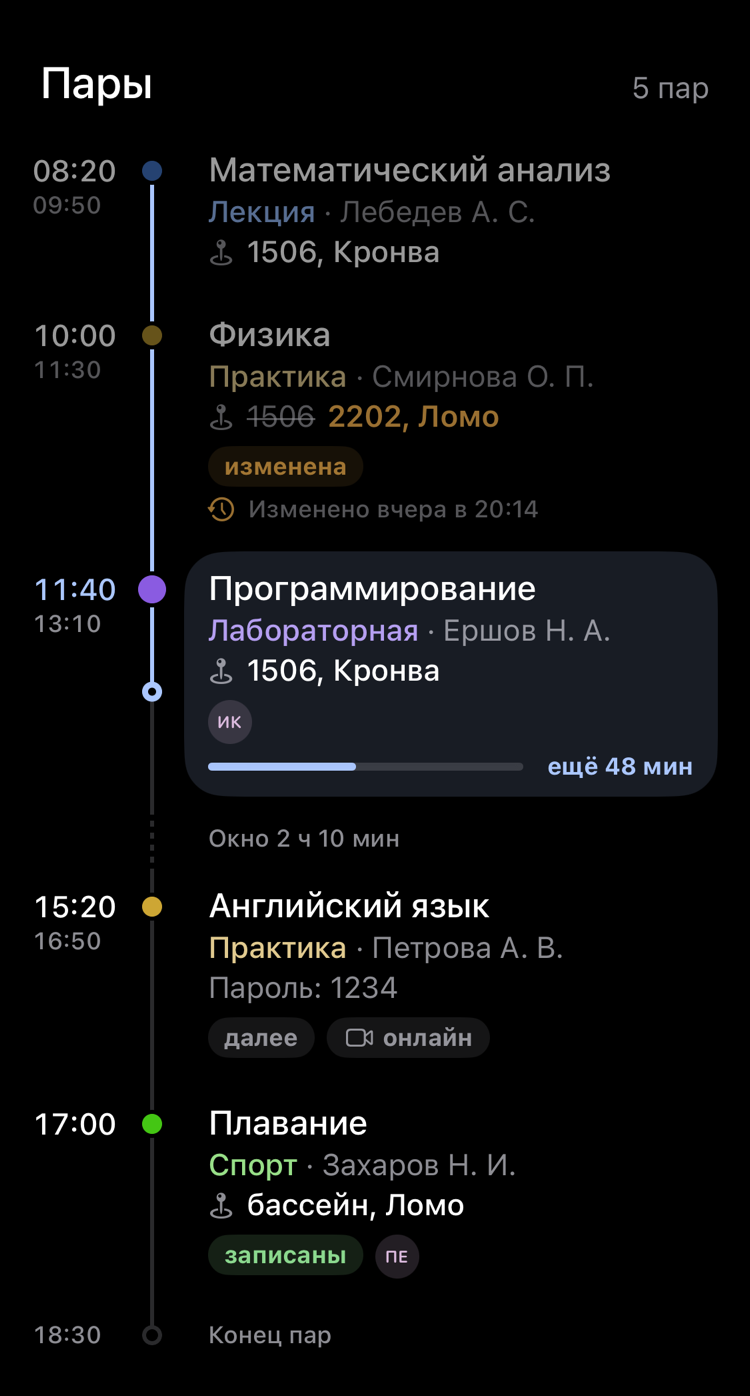 Пары
5 пар
08:20
09:50
Математический анализ
Лекция · Лебедев А. С.
1506, Кронва
10:00
11:30
Физика
Практика · Смирнова О. П.
1506 2202, Ломо
изменена
Изменено вчера в 20:14
11:40
13:10
Программирование
Лабораторная · Ершов Н. А.
1506, Кронва
ИК
ещё 48 мин
Окно 2 ч 10 мин
15:20
16:50
Английский язык
Практика · Петрова А. В.
Пароль: 1234
далее онлайн
17:00
Плавание
Спорт · Захаров Н. И.
бассейн, Ломо
записаны ПЕ
18:30
Конец пар